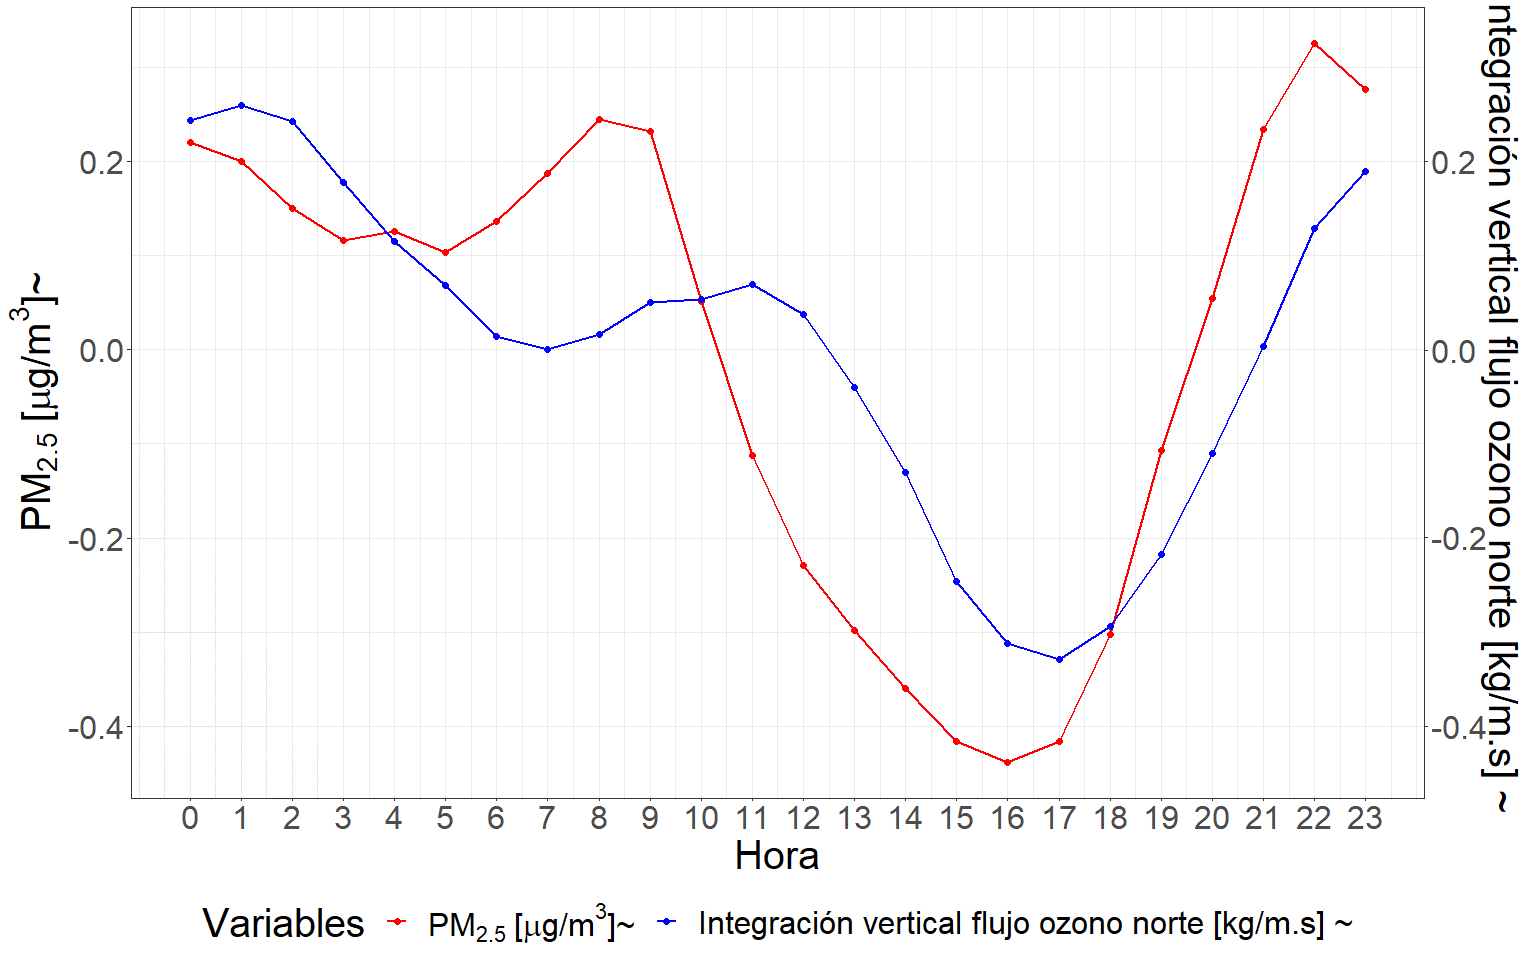 PM2.5 [μg/m3]~
0.2
0.0
-0.2
-0.4
0.2
0.0
-0.2
-0.4
ntegración vertical flujo ozono norte [kg/m.s] ~
0 1 2 3 4 5 6 7 8 9 10 11 12 13 14 15 16 17 18 19 20 21 22 23
Hora
Variables PM2.5 [μg/m3]~ Integración vertical flujo ozono norte [kg/m.s] ~